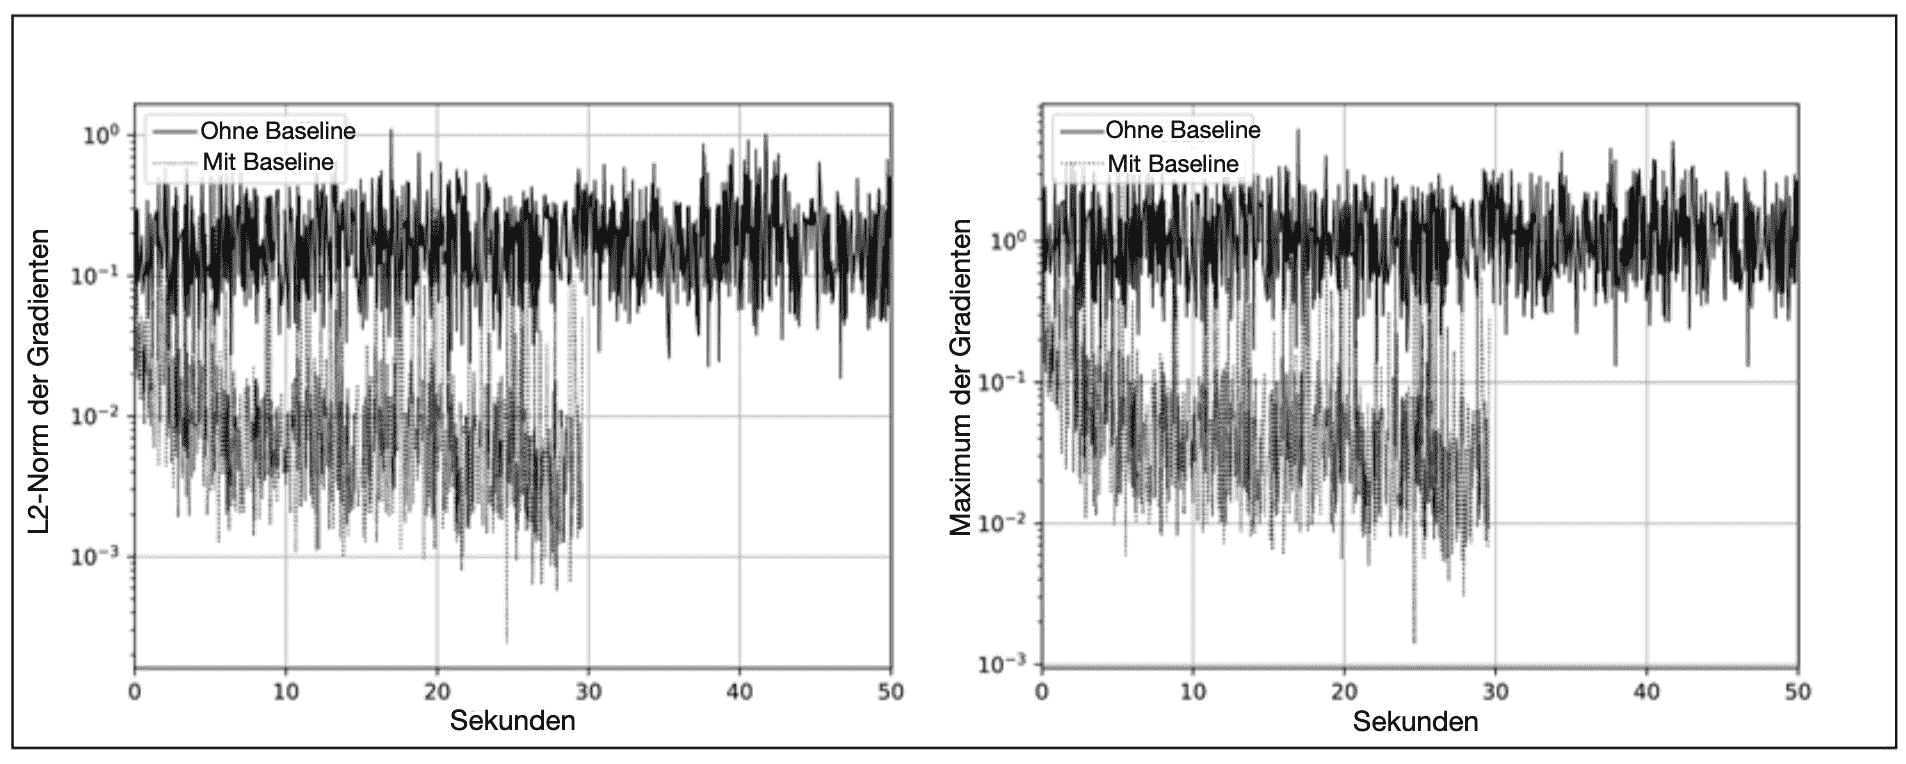 Ohne Baseline
Mit Baseline
10⁰
10⁻¹
10⁻²
10⁻³
L2-Norm der Gradienten
0 10 20 30 40 50
Sekunden
Ohne Baseline
Mit Baseline
10⁰
10⁻¹
10⁻²
10⁻³
Maximum der Gradienten
0 10 20 30 40 50
Sekunden